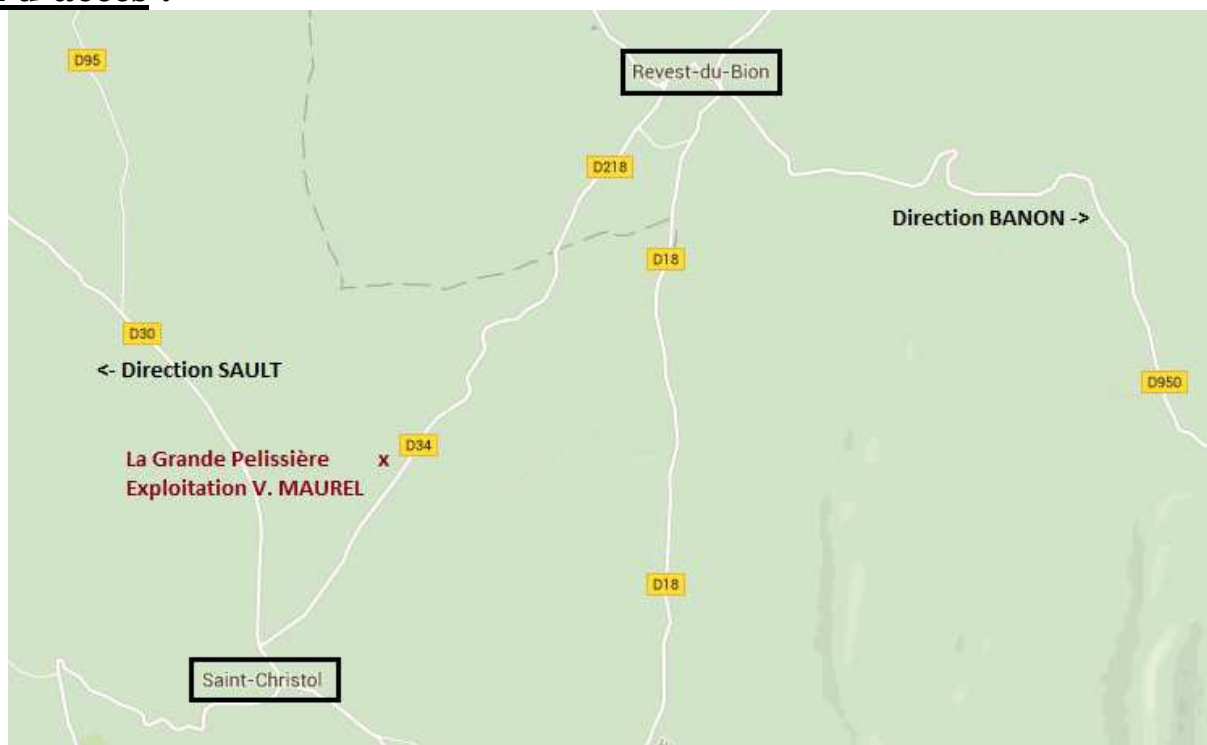 d'accès :
D95
Revest-du-Bion
D218
Direction BANON ->
D18
D30
<- Direction SAULT
D950
D34
La Grande Pelissière x
Exploitation V. MAUREL
D18
Saint-Christol